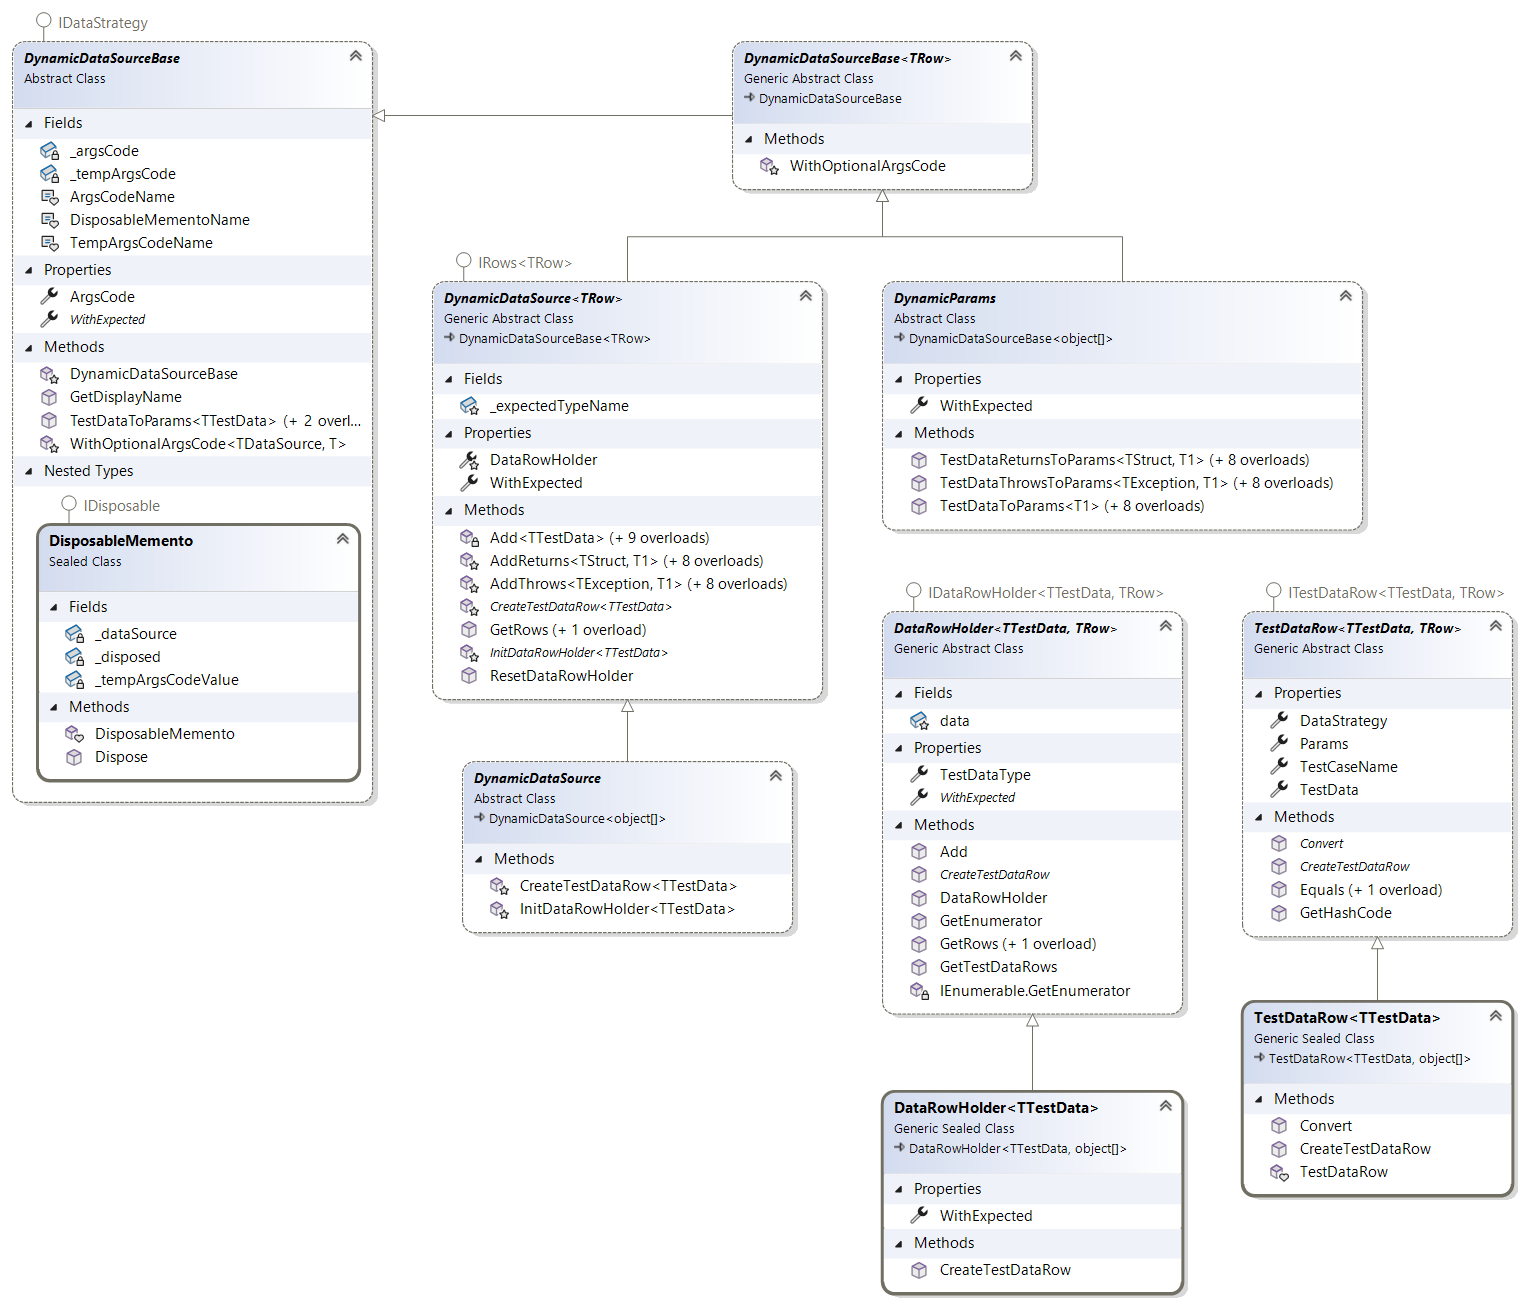 IDataStrategy
DynamicDataSourceBase
Abstract Class
Fields
_argsCode
_tempArgsCode
ArgsCodeName
DisposableMementoName
TempArgsCodeName
Properties
ArgsCode
WithExpected
Methods
DynamicDataSourceBase
GetDisplayName
TestDataToParams<TTestData> (+ 2 overl...
WithOptionalArgsCode<TDataSource, T>
Nested Types
IDisposable
DisposableMemento
Sealed Class
Fields
_dataSource
_disposed
_tempArgsCodeValue
Methods
DisposableMemento
Dispose
DynamicDataSourceBase<TRow>
Generic Abstract Class
DynamicDataSourceBase
Methods
WithOptionalArgsCode
IRows<TRow>
DynamicDataSource<TRow>
Generic Abstract Class
DynamicDataSourceBase<TRow>
Fields
_expectedTypeName
Properties
DataRowHolder
WithExpected
Methods
Add<TTestData> (+ 9 overloads)
AddReturns<TStruct, T1> (+ 8 overloads)
AddThrows<TException, T1> (+ 8 overloads)
CreateTestDataRow<TTestData>
GetRows (+ 1 overload)
InitDataRowHolder<TTestData>
ResetDataRowHolder
DynamicDataSource
Abstract Class
DynamicDataSource<object[]>
Methods
CreateTestDataRow<TTestData>
InitDataRowHolder<TTestData>
DynamicParams
Abstract Class
DynamicDataSourceBase<object[]>
Properties
WithExpected
Methods
TestDataReturnsToParams<TStruct, T1> (+ 8 overloads)
TestDataThrowsToParams<TException, T1> (+ 8 overloads)
TestDataToParams<T1> (+ 8 overloads)
IDataRowHolder<TTestData, TRow>
DataRowHolder<TTestData, TRow>
Generic Abstract Class
Fields
data
Properties
TestDataType
WithExpected
Methods
Add
CreateTestDataRow
DataRowHolder
GetEnumerator
GetRows (+ 1 overload)
GetTestDataRows
IEnumerable.GetEnumerator
DataRowHolder<TTestData>
Generic Sealed Class
DataRowHolder<TTestData, object[]>
Properties
WithExpected
Methods
CreateTestDataRow
ITestDataRow<TTestData, TRow>
TestDataRow<TTestData, TRow>
Generic Abstract Class
Properties
DataStrategy
Params
TestCaseName
TestData
Methods
Convert
CreateTestDataRow
Equals (+ 1 overload)
GetHashCode
TestDataRow<TTestData>
Generic Sealed Class
TestDataRow<TTestData, object[]>
Methods
Convert
CreateTestDataRow
TestDataRow